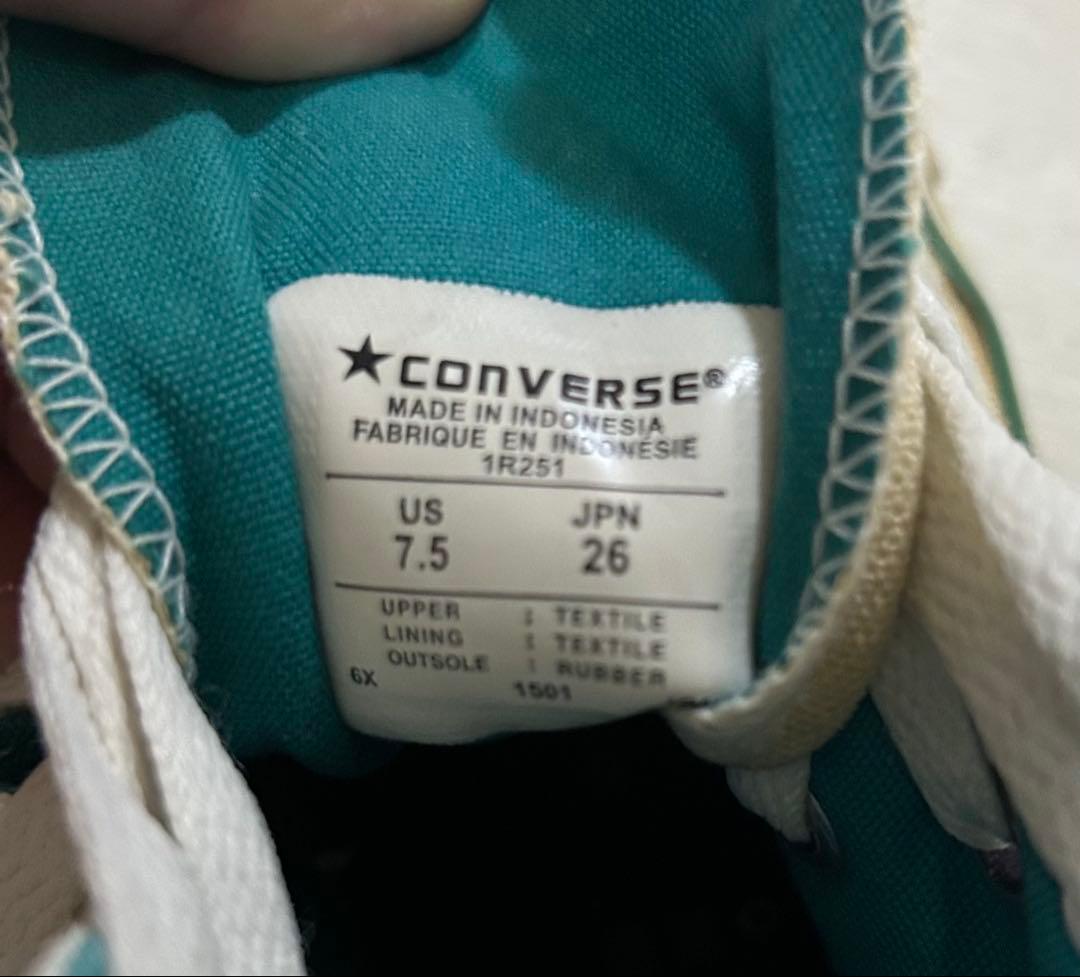 ★CONVERSE®
MADE IN INDONESIA
FABRIQUE EN INDONÉSIE
1R251
US JPN
7.5 26
UPPER : TEXTILE
LINING : TEXTILE
OUTSOLE : RUBBER
6X 1501